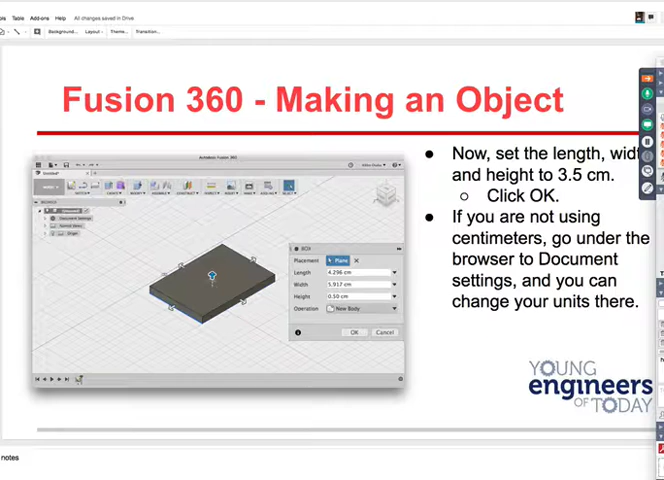 Table Add-ons Help All changes saved in Drive
Background... Layout Theme... Transition...
Fusion 360 - Making an Object
Autodesk Fusion 360
BOX
Placement Plane
Length 4.296 cm
Width 5.917 cm
Height 0.50 cm
Operation New Body
OK Cancel
Now, set the length,
and height to 3.5 cm.
Click OK.
If you are not using
centimeters, go under the
browser to Document
settings, and you can
change your units there.
YOUNG
engineers
OF TODAY
notes